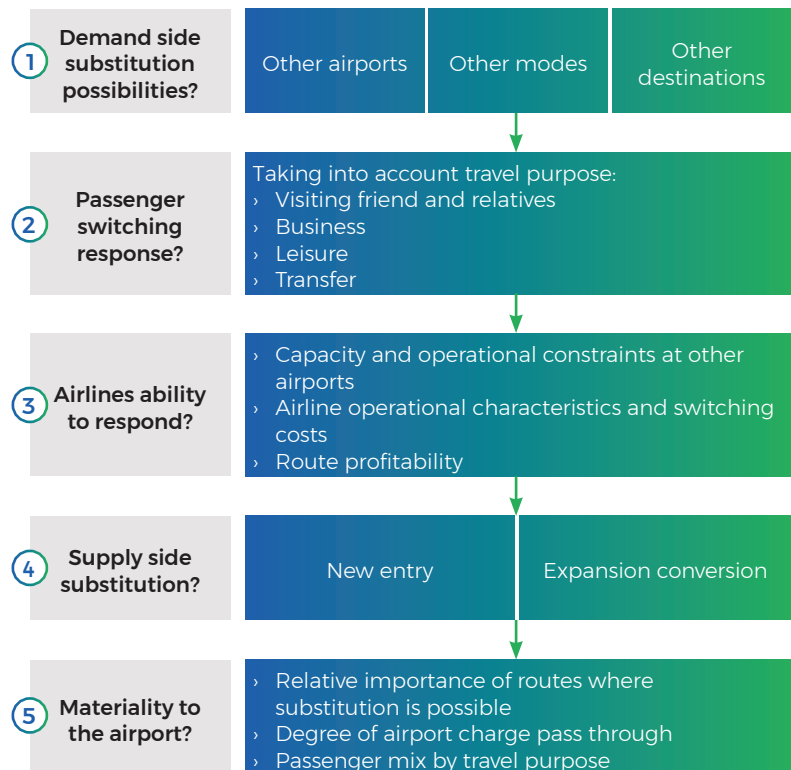 1
Demand side
substitution
possibilities?
Other airports
Other modes
Other
destinations
2
Passenger
switching
response?
Taking into account travel purpose:
› Visiting friend and relatives
› Business
› Leisure
› Transfer
3
Airlines ability
to respond?
› Capacity and operational constraints at other
airports
› Airline operational characteristics and switching
costs
› Route profitability
4
Supply side
substitution?
New entry
Expansion conversion
5
Materiality to
the airport?
› Relative importance of routes where
substitution is possible
› Degree of airport charge pass through
› Passenger mix by travel purpose